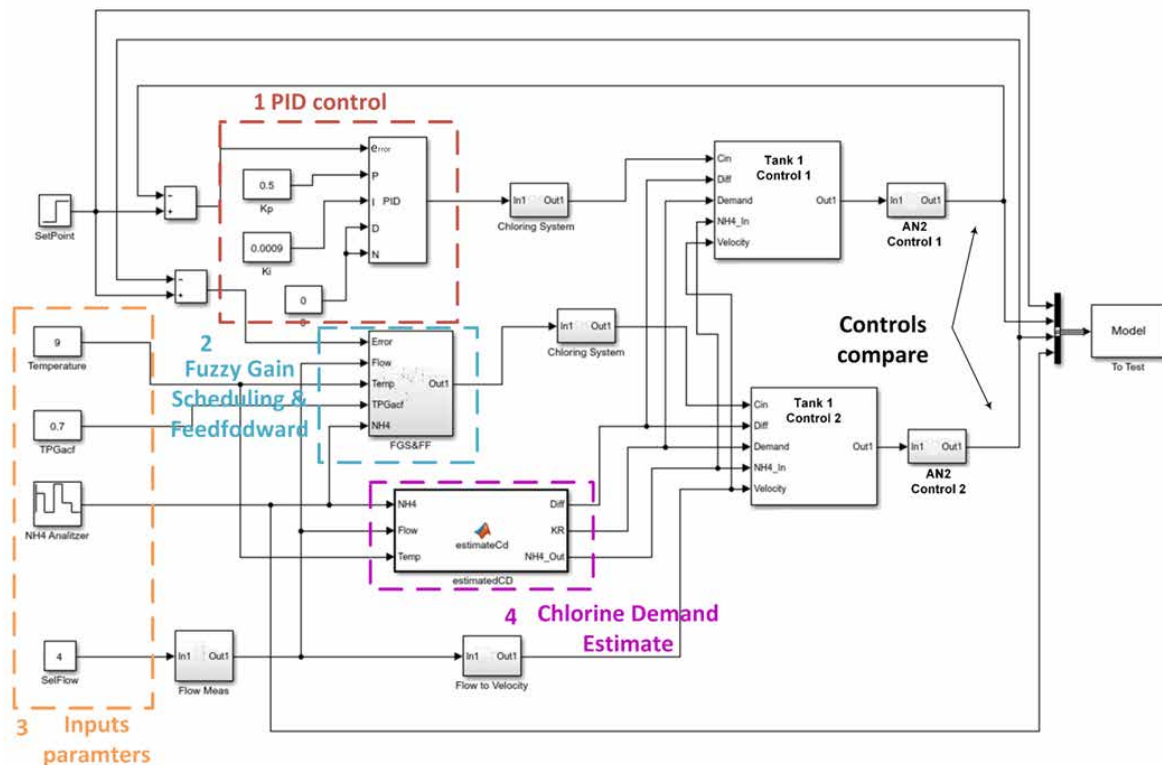 1 PID control
error
P
I
D
N
PID
0.5
Kp
0.0009
Ki
0
SetPoint
In1 Out1
Chloring System
Tank 1
Control 1
Cin
Diff
Demand
NH4_In
Velocity
Out1
In1 Out1
AN2
Control 1
2
Fuzzy Gain
Scheduling &
Feedfodward
Error
Flow
Temp
TPGacf
NH4
Out1
FGS&FF
In1 Out1
Chloring System
Controls
compare
Model
To Test
9
Temperature
0.7
TPGacf
NH4 Analitzer
4
SelFlow
3 Inputs
paramters
Tank 1
Control 2
Cin
Diff
Demand
NH4_In
Velocity
Out1
In1 Out1
AN2
Control 2
NH4
Flow
Temp
estimateCd
Diff
KR
NH4_Out
estimatedCD
4 Chlorine Demand
Estimate
In1 Out1
Flow Meas
In1 Out1
Flow to Velocity